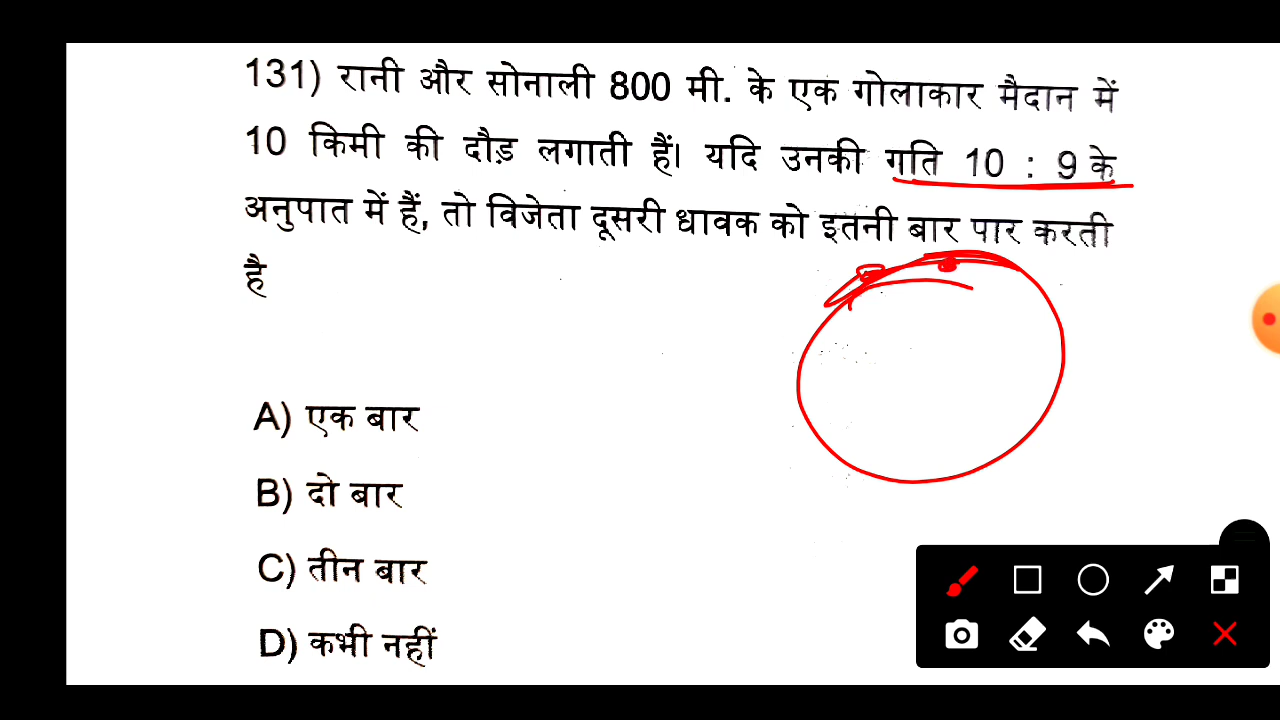 131) रानी और सोनाली 800 मी. के एक गोलाकार मैदान में
10 किमी की दौड़ लगाती हैं। यदि उनकी गति 10 : 9 के
अनुपात में हैं, तो विजेता दूसरी धावक को इतनी बार पार करती
है
A) एक बार
B) दो बार
C) तीन बार
D) कभी नहीं